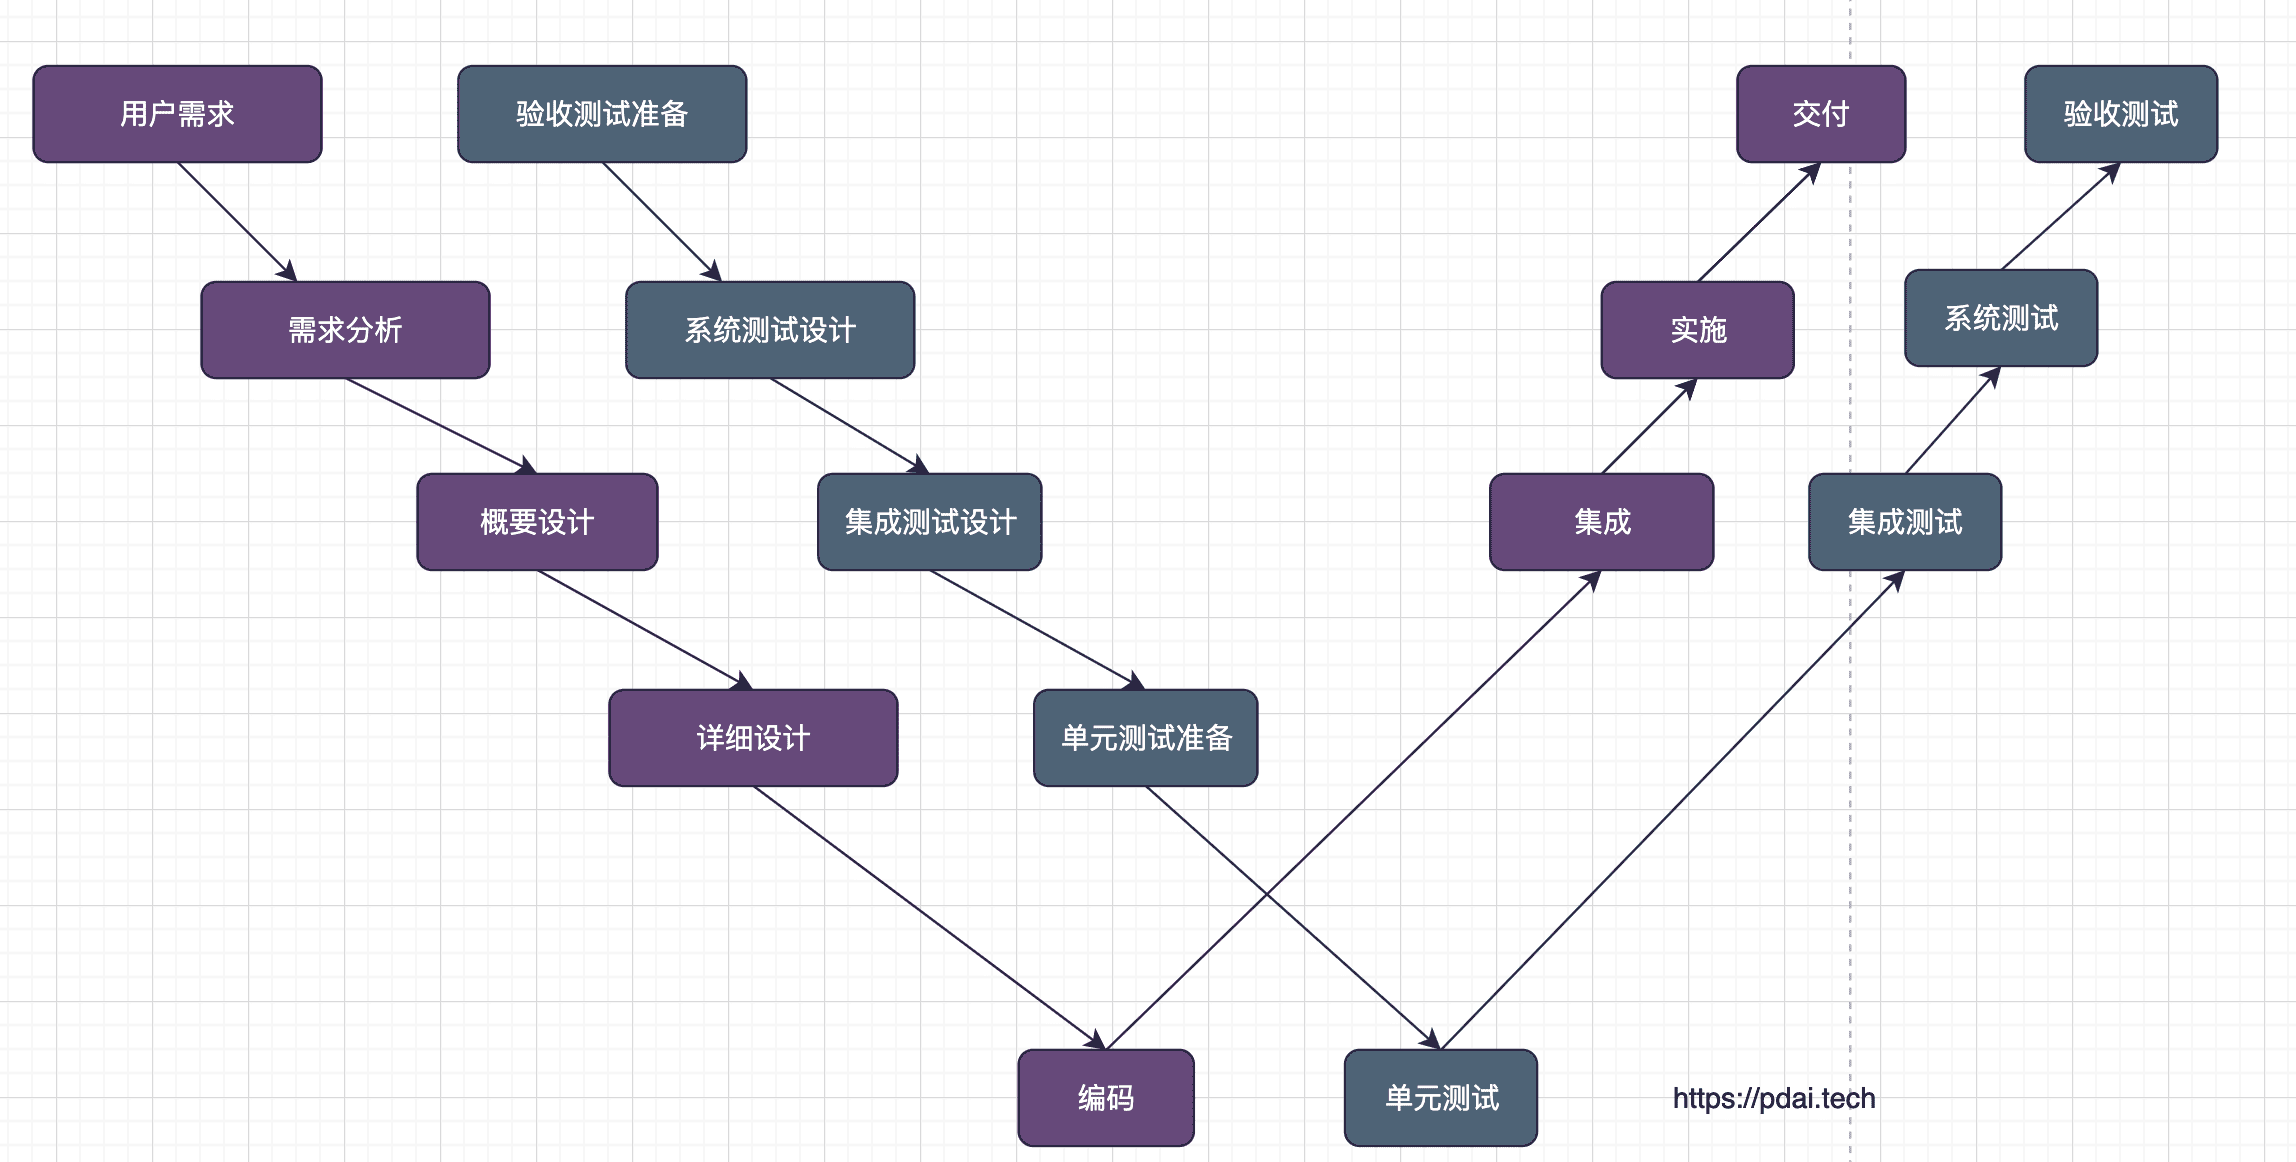 用户需求
验收测试准备
交付
验收测试
需求分析
系统测试设计
实施
系统测试
概要设计
集成测试设计
集成
集成测试
详细设计
单元测试准备
编码
单元测试
https://pdai.tech